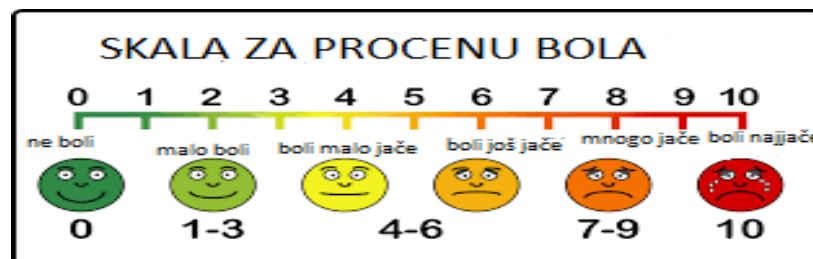 SKALA ZA PROCENU BOLA
0 1 2 3 4 5 6 7 8 9 10
ne boli malo boli boli malo jače boli još jače mnogo jače boli najjače
0 1-3 4-6 7-9 10